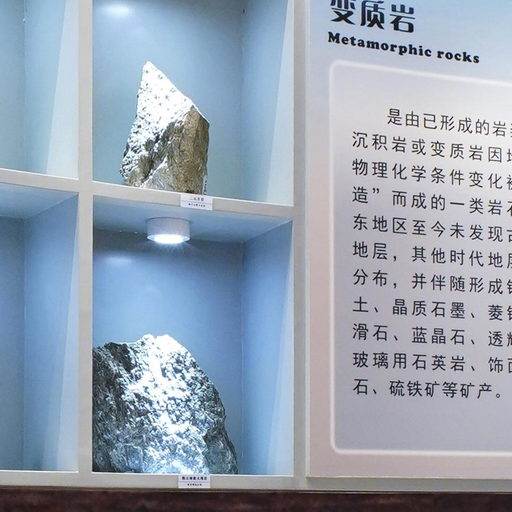 变质岩
Metamorphic rocks
是由已形成的岩
沉积岩或变质岩因
物理化学条件变化
造”而成的一类岩石
东地区至今未发现
地层，其他时代地
分布，并伴随形成
土、晶质石墨、菱
滑石、蓝晶石、透
玻璃用石英岩、饰面
石、硫铁矿等矿产。